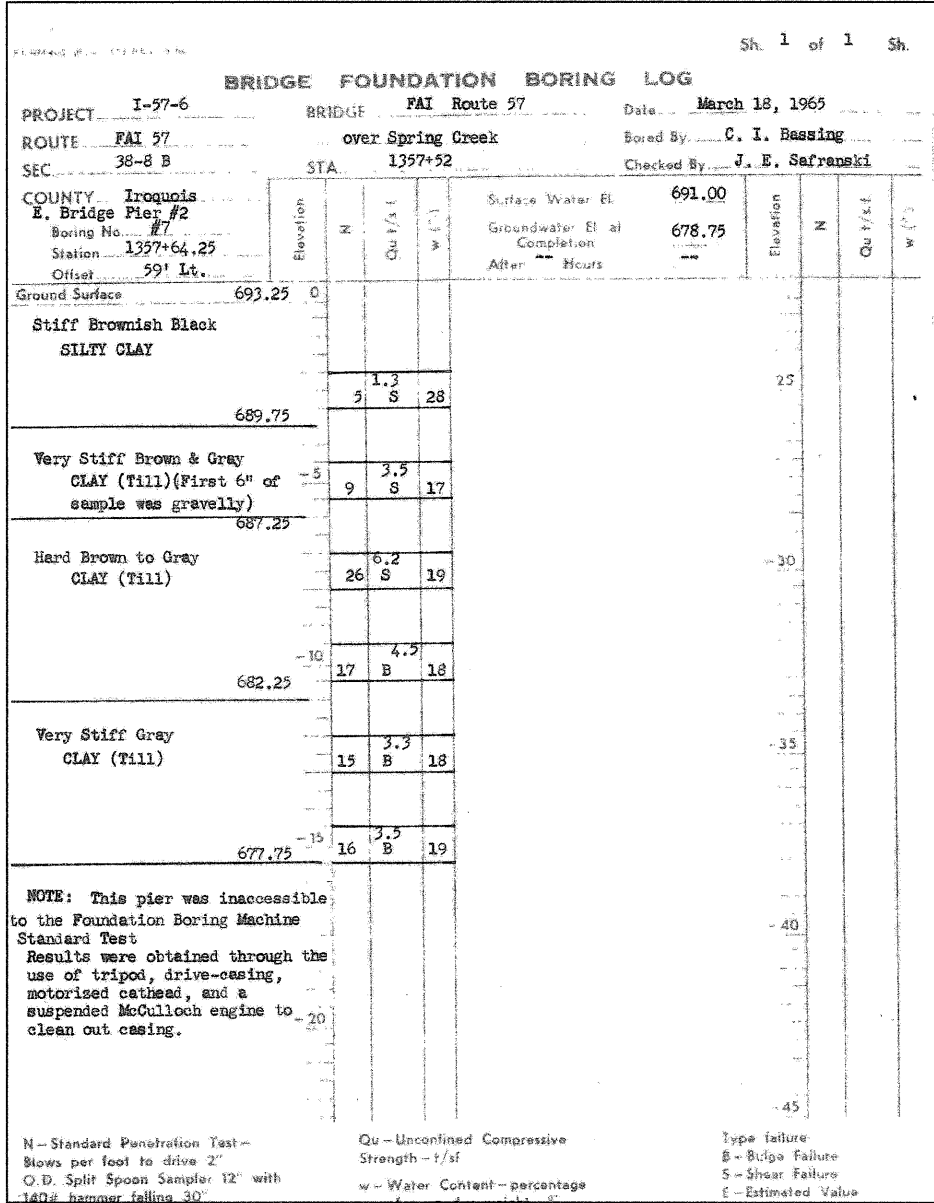 Sh. 1 of 1 Sh.
BRIDGE FOUNDATION BORING LOG
PROJECT I-57-6 BRIDGE FAI Route 57 Date March 18, 1965
ROUTE FAI 57 over Spring Creek Bored By C. I. Bassing
SEC. 38-8 B STA. 1357+52 Checked By J. E. Safranski
COUNTY Iroquois
E. Bridge Pier #2
Boring No. #7
Station 1357+64.25
Offset 59' Lt.
Elevation N Qu t/s.f. w (%)
Surface Water El. 691.00
Groundwater El. at Completion 678.75
After -- Hours --
Elevation N Qu t/s.f. w (%)
Ground Surface 693.25 0
Stiff Brownish Black
SILTY CLAY
1.3
5 S 28
25
689.75
Very Stiff Brown & Gray
CLAY (Till)(First 6" of
sample was gravelly)
-5
3.5
9 S 17
687.25
Hard Brown to Gray
CLAY (Till)
6.2
26 S 19
-30
-10
4.5
17 B 18
682.25
Very Stiff Gray
CLAY (Till)
3.3
15 B 18
-35
-15
3.5
16 B 19
677.75
NOTE: This pier was inaccessible
to the Foundation Boring Machine
Standard Test
Results were obtained through the
use of tripod, drive-casing,
motorized cathead, and a
suspended McCulloch engine to
clean out casing.
-20
-40
-45
N – Standard Penetration Test –
Blows per foot to drive 2"
O.D. Split Spoon Sampler 12" with
140# hammer falling 30"
Qu – Unconfined Compressive
Strength – t/sf
w – Water Content – percentage
Type failure
B – Bulge Failure
S – Shear Failure
E – Estimated Value